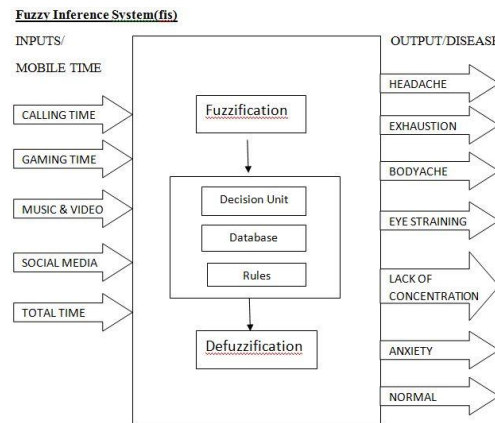 Fuzzy Inference System(fis)
INPUTS/
MOBILE TIME
CALLING TIME
GAMING TIME
MUSIC & VIDEO
SOCIAL MEDIA
TOTAL TIME
Fuzzification
Decision Unit
Database
Rules
Defuzzification
OUTPUT/DISEASE
HEADACHE
EXHAUSTION
BODYACHE
EYE STRAINING
LACK OF
CONCENTRATION
ANXIETY
NORMAL